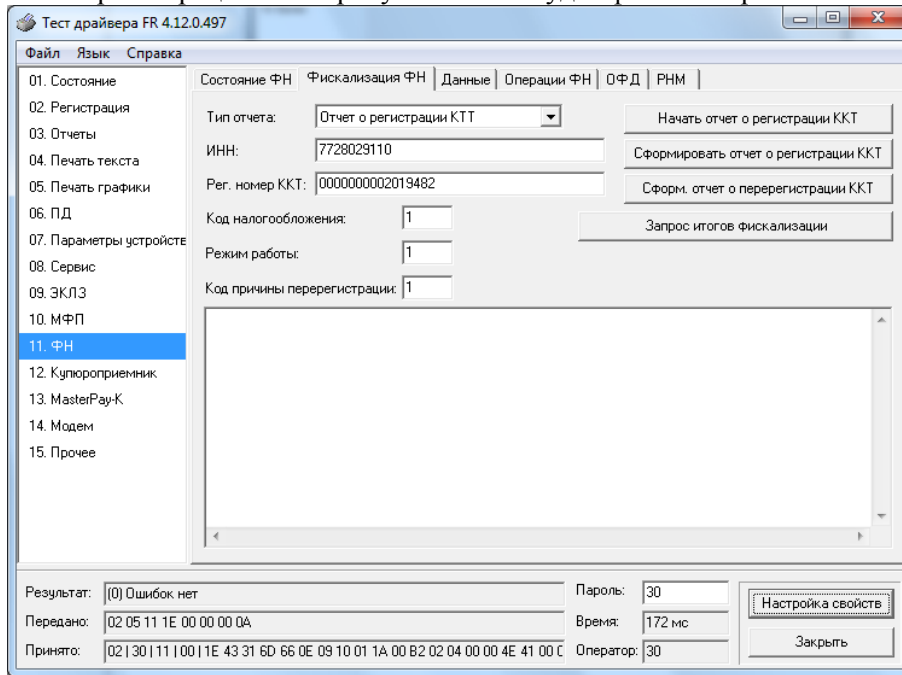 Тест драйвера FR 4.12.0.497
Файл Язык Справка
01. Состояние
02. Регистрация
03. Отчеты
04. Печать текста
05. Печать графики
06. ПД
07. Параметры устройств
08. Сервис
09. ЭКЛЗ
10. МФП
11. ФН
12. Купюроприемник
13. MasterPay-K
14. Модем
15. Прочее
Состояние ФН Фискализация ФН Данные Операции ФН ОФД РНМ
Тип отчета: Отчет о регистрации КТТ Начать отчет о регистрации ККТ
ИНН: 7728029110 Сформировать отчет о регистрации ККТ
Рег. номер ККТ: 0000000002019482 Сформ. отчет о перерегистрации ККТ
Код налогообложения: 1 Запрос итогов фискализации
Режим работы: 1
Код причины перерегистрации: 1
Результат: (0) Ошибок нет Пароль: 30 Настройка свойств
Передано: 02 05 11 1E 00 00 00 0A Время: 172 мс
Принято: 02 | 30 | 11 | 00 | 1E 43 31 6D 66 0E 09 10 01 1A 00 B2 02 04 00 00 4E 41 00 Оператор: 30 Закрыть